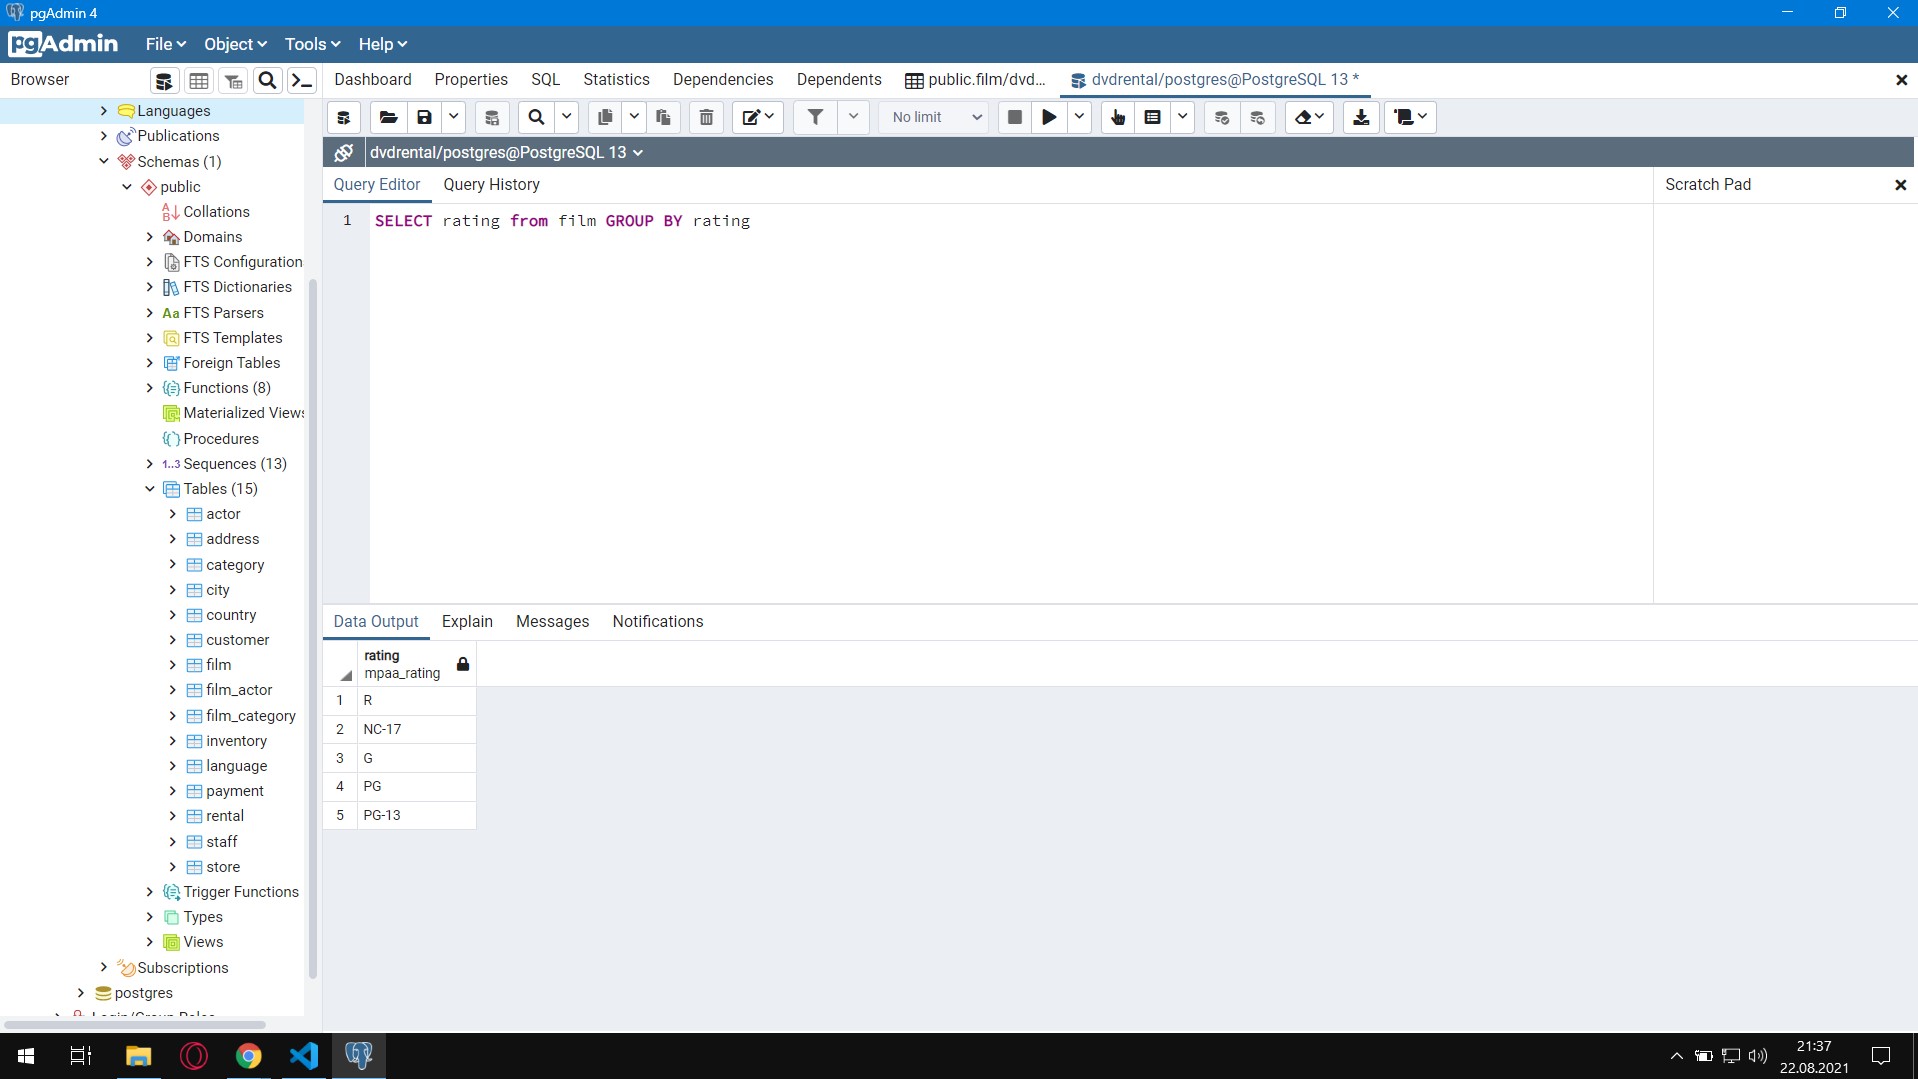 pgAdmin 4
pgAdmin File Object Tools Help
Browser
Dashboard Properties SQL Statistics Dependencies Dependents public.film/dvd... dvdrental/postgres@PostgreSQL 13 *
No limit
dvdrental/postgres@PostgreSQL 13
Query Editor Query History
Scratch Pad
1 SELECT rating from film GROUP BY rating
Languages
Publications
Schemas (1)
public
Collations
Domains
FTS Configuration
FTS Dictionaries
Aa FTS Parsers
FTS Templates
Foreign Tables
Functions (8)
Materialized Views
Procedures
1..3 Sequences (13)
Tables (15)
actor
address
category
city
country
customer
film
film_actor
film_category
inventory
language
payment
rental
staff
store
Trigger Functions
Types
Views
Subscriptions
postgres
Data Output Explain Messages Notifications
rating
mpaa_rating
1 R
2 NC-17
3 G
4 PG
5 PG-13
21:37
22.08.2021